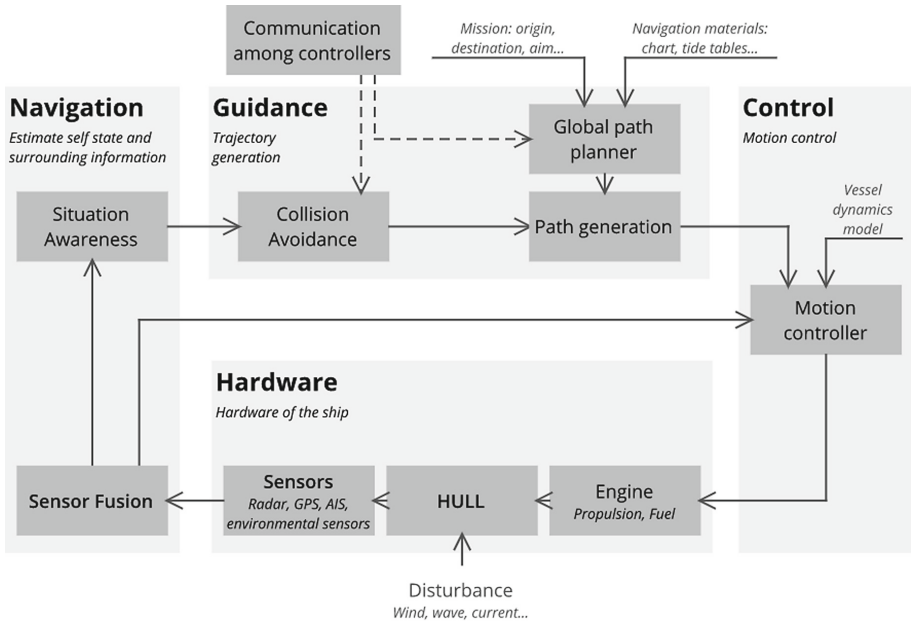 Communication
among controllers
Mission: origin,
destination, aim...
Navigation materials:
chart, tide tables...
Navigation
Estimate self state and
surrounding information
Guidance
Trajectory
generation
Global path
planner
Control
Motion control
Situation
Awareness
Collision
Avoidance
Path generation
Vessel
dynamics
model
Motion
controller
Hardware
Hardware of the ship
Sensor Fusion
Sensors
Radar, GPS, AIS,
environmental sensors
HULL
Engine
Propulsion, Fuel
Disturbance
Wind, wave, current...